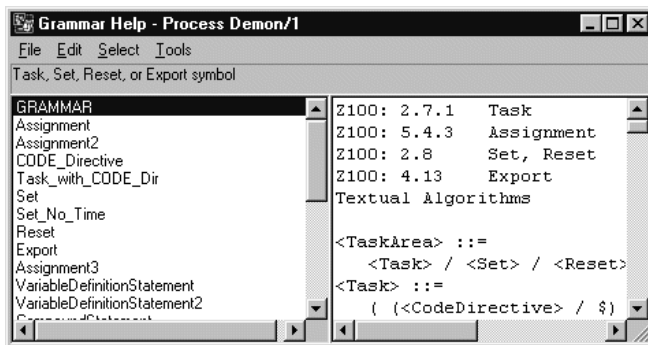 Grammar Help - Process Demon/1
File Edit Select Tools
Task, Set, Reset, or Export symbol
GRAMMAR
Assignment
Assignment2
CODE_Directive
Task_with_CODE_Dir
Set
Set_No_Time
Reset
Export
Assignment3
VariableDefinitionStatement
VariableDefinitionStatement2
CompoundStatement
Z100: 2.7.1 Task
Z100: 5.4.3 Assignment
Z100: 2.8 Set, Reset
Z100: 4.13 Export
Textual Algorithms
<TaskArea> ::=
<Task> / <Set> / <Reset>
<Task> ::=
( (<CodeDirective> / $)